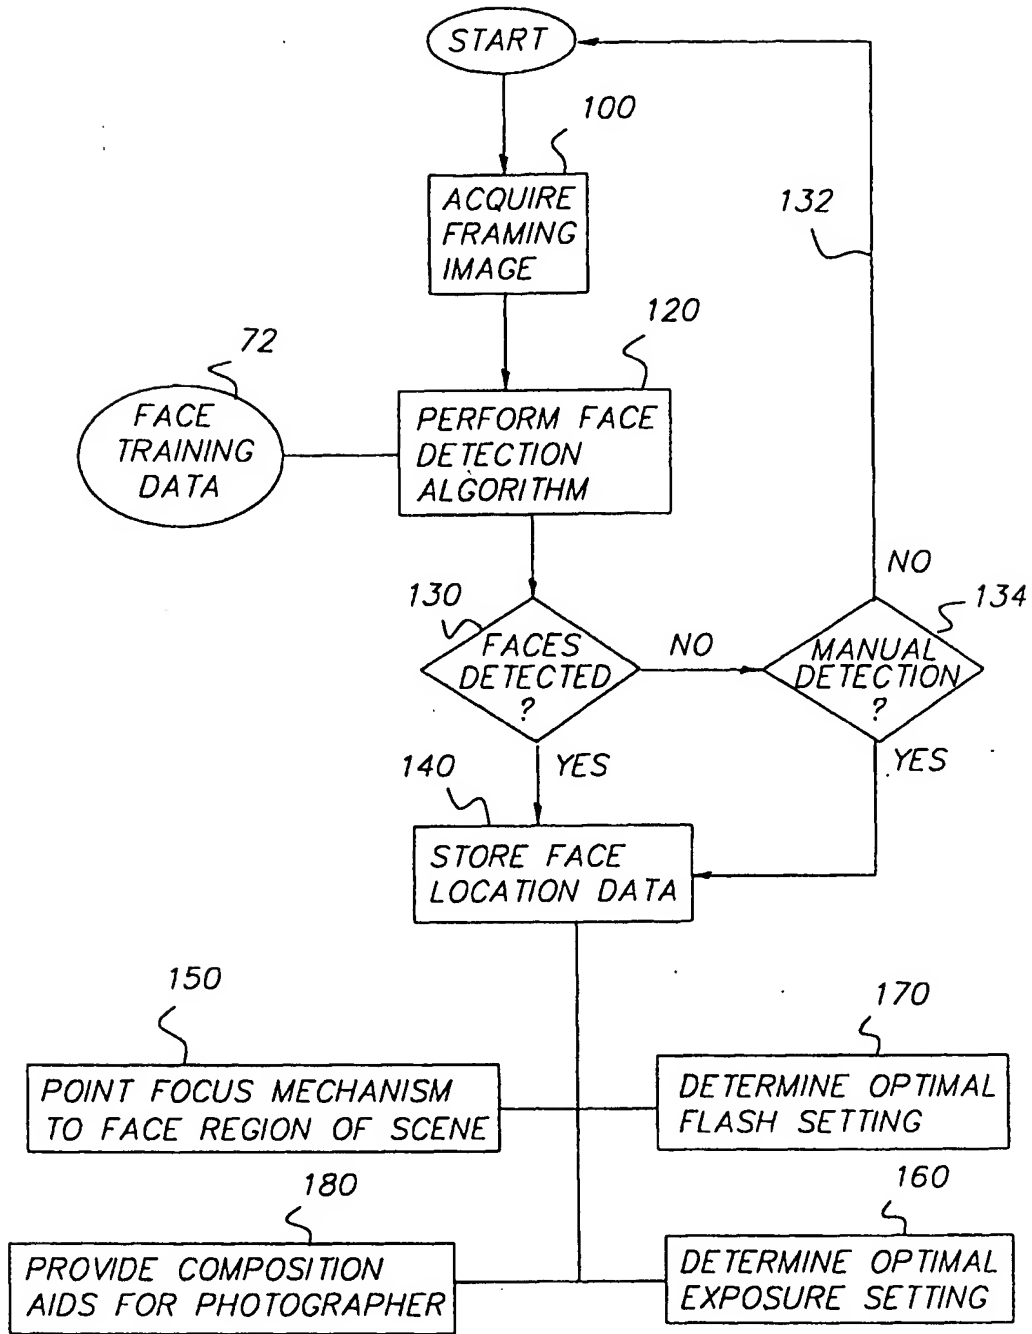 START
100
ACQUIRE
FRAMING
IMAGE
132
120
72
FACE
TRAINING
DATA
PERFORM FACE
DETECTION
ALGORITHM
NO
130
134
FACES
DETECTED
?
NO
MANUAL
DETECTION
?
140
YES
YES
STORE FACE
LOCATION DATA
150
170
POINT FOCUS MECHANISM
TO FACE REGION OF SCENE
DETERMINE OPTIMAL
FLASH SETTING
180
160
PROVIDE COMPOSITION
AIDS FOR PHOTOGRAPHER
DETERMINE OPTIMAL
EXPOSURE SETTING